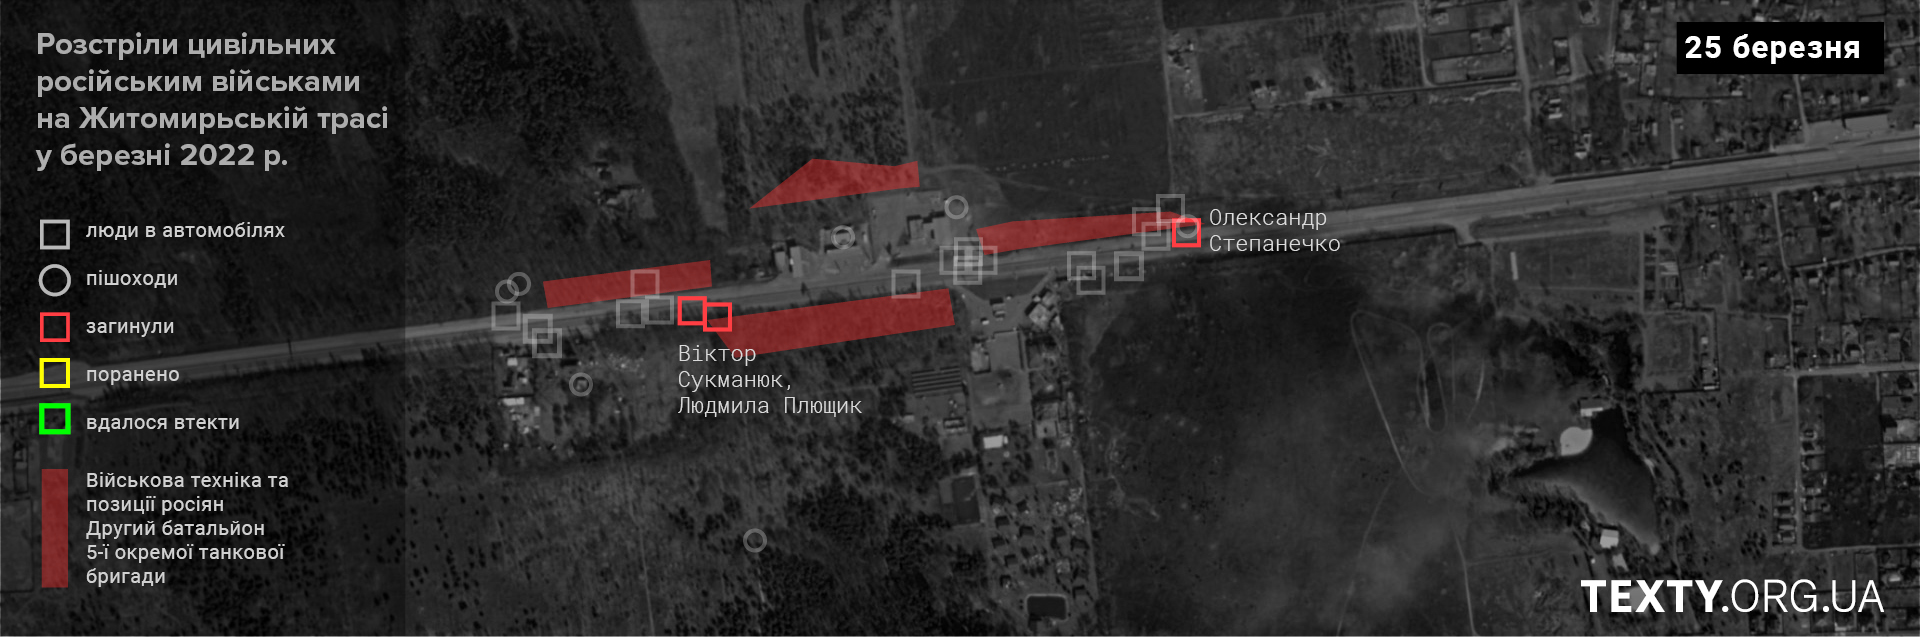 Розстріли цивільних
російським військами
на Житомирьській трасі
у березні 2022 р.
25 березня
люди в автомобілях
пішоходи
загинули
поранено
вдалося втекти
Військова техніка та
позиції росіян
Другий батальйон
5-ї окремої танкової
бригади
Олександр
Степанечко
Віктор
Сукманюк,
Людмила Плющик
TEXTY.ORG.UA